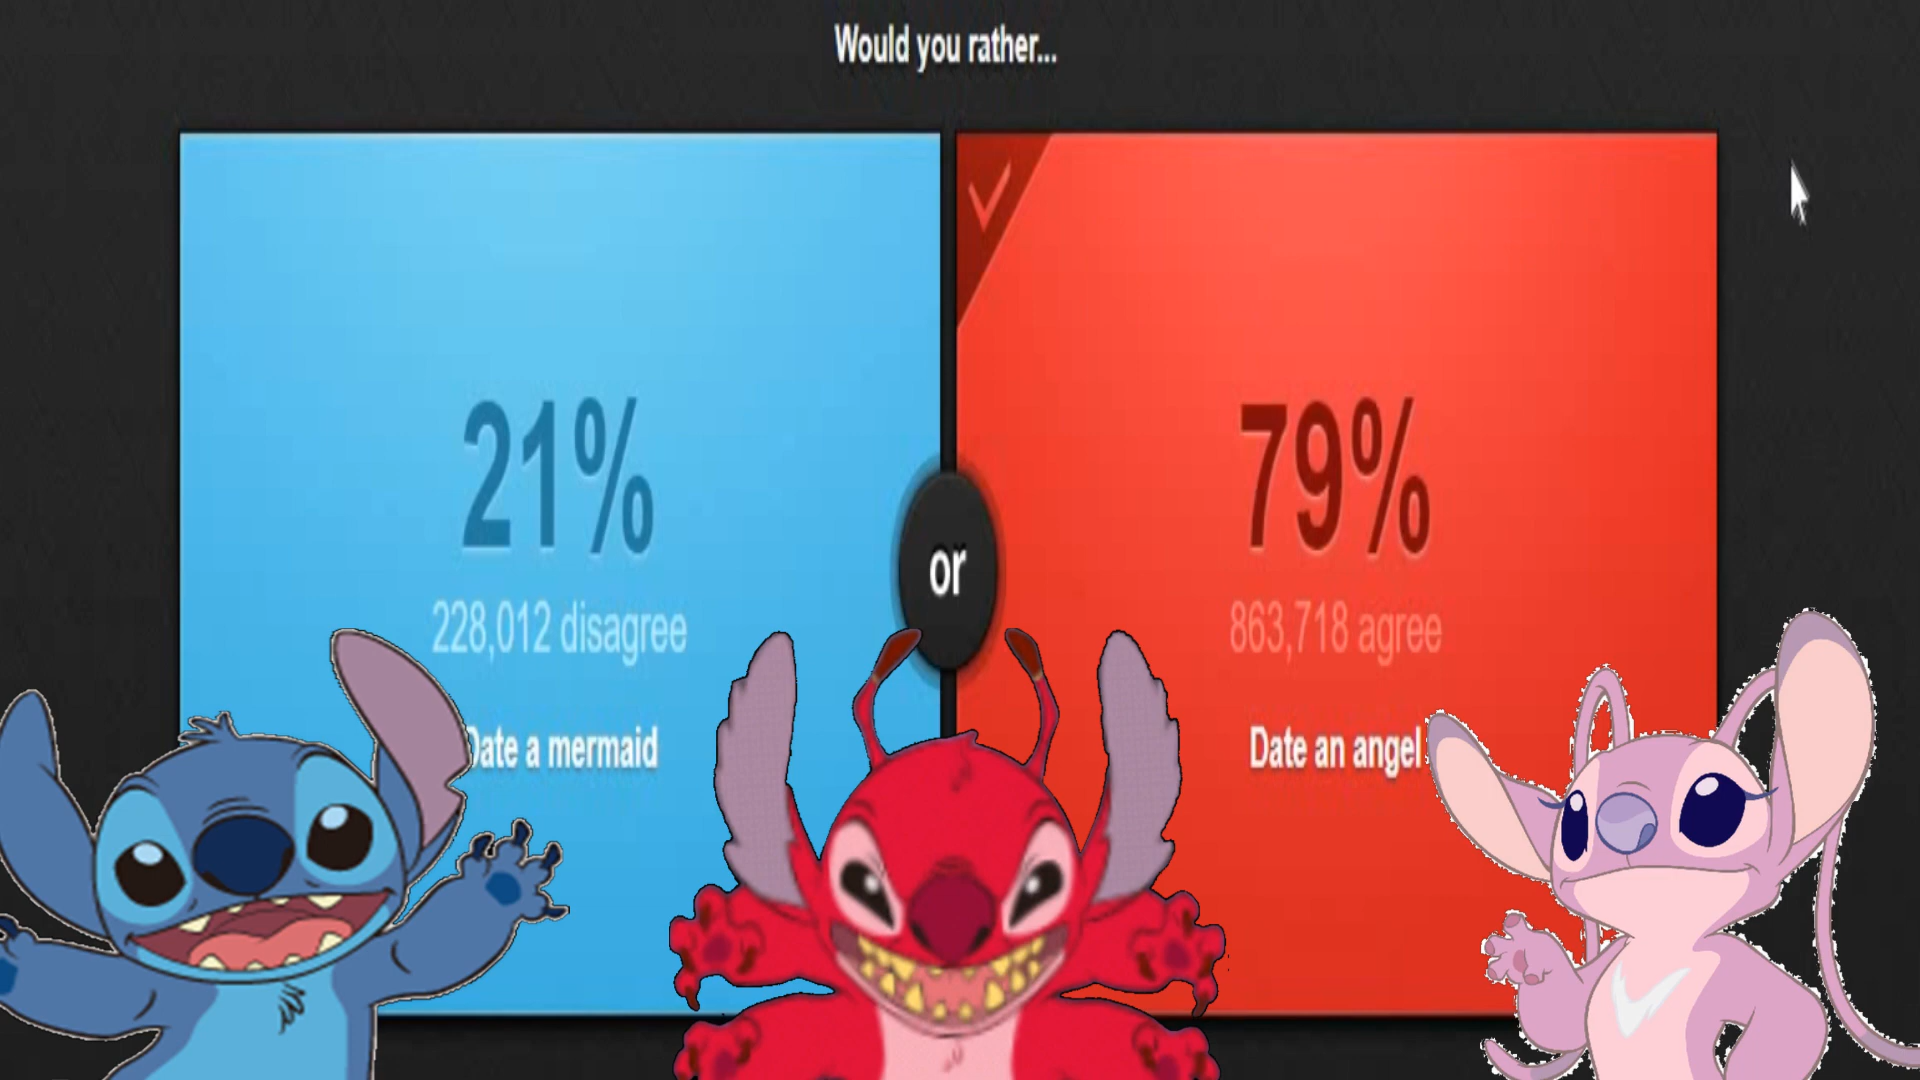 Would you rather...
21%
228,012 disagree
Date a mermaid
or
79%
863,718 agree
Date an angel